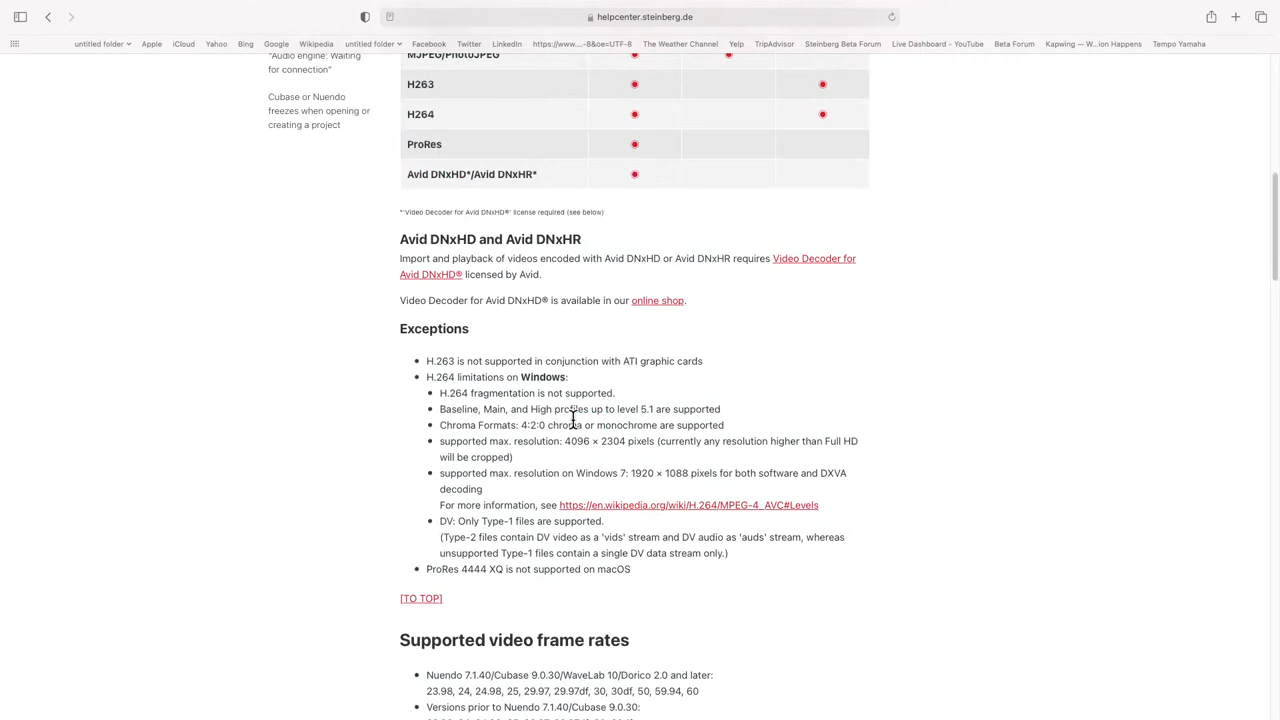 helpcenter.steinberg.de
untitled folder
Apple
iCloud
Yahoo
Bing
Google
Wikipedia
untitled folder
Facebook
Twitter
LinkedIn
https://www....-8&oe=UTF-8
The Weather Channel
Yelp
TripAdvisor
Steinberg Beta Forum
Live Dashboard - YouTube
Beta Forum
Kapwing — W...ion Happens
Tempo Yamaha
"Audio engine: Waiting
for connection"
Cubase or Nuendo
freezes when opening or
creating a project
MJPEG/PhotoJPEG
H263
H264
ProRes
Avid DNxHD*/Avid DNxHR*
*'Video Decoder for Avid DNxHD®' license required (see below)
Avid DNxHD and Avid DNxHR
Import and playback of videos encoded with Avid DNxHD or Avid DNxHR requires Video Decoder for
Avid DNxHD® licensed by Avid.
Video Decoder for Avid DNxHD® is available in our online shop.
Exceptions
H.263 is not supported in conjunction with ATI graphic cards
H.264 limitations on Windows:
H.264 fragmentation is not supported.
Baseline, Main, and High profiles up to level 5.1 are supported
Chroma Formats: 4:2:0 chroma or monochrome are supported
supported max. resolution: 4096 × 2304 pixels (currently any resolution higher than Full HD
will be cropped)
supported max. resolution on Windows 7: 1920 × 1088 pixels for both software and DXVA
decoding
For more information, see https://en.wikipedia.org/wiki/H.264/MPEG-4_AVC#Levels
DV: Only Type-1 files are supported.
(Type-2 files contain DV video as a 'vids' stream and DV audio as 'auds' stream, whereas
unsupported Type-1 files contain a single DV data stream only.)
ProRes 4444 XQ is not supported on macOS
[TO TOP]
Supported video frame rates
Nuendo 7.1.40/Cubase 9.0.30/WaveLab 10/Dorico 2.0 and later:
23.98, 24, 24.98, 25, 29.97, 29.97df, 30, 30df, 50, 59.94, 60
Versions prior to Nuendo 7.1.40/Cubase 9.0.30: